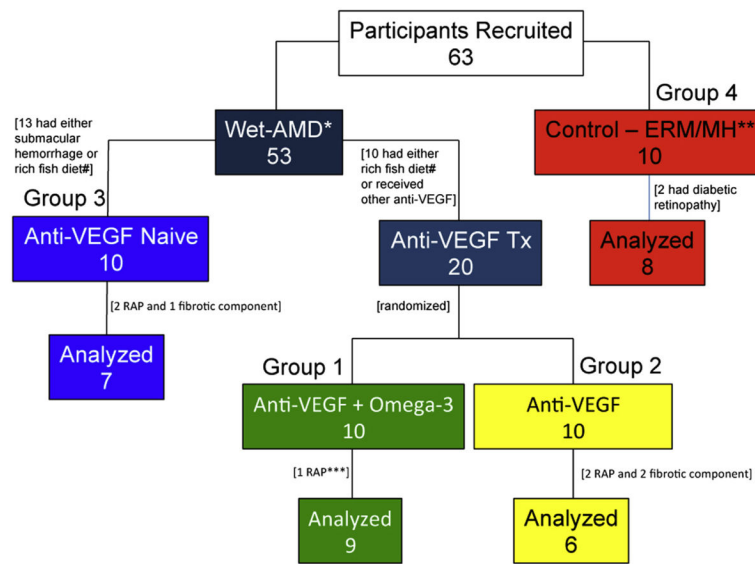 Participants Recruited
63
Group 4
[13 had either
submacular
hemorrhage or
rich fish diet#]
Wet-AMD*
53
[10 had either
rich fish diet#
or received
other anti-VEGF]
Control – ERM/MH**
10
[2 had diabetic
retinopathy]
Group 3
Anti-VEGF Naive
10
Anti-VEGF Tx
20
Analyzed
8
[2 RAP and 1 fibrotic component]
[randomized]
Analyzed
7
Group 1
Group 2
Anti-VEGF + Omega-3
10
Anti-VEGF
10
[1 RAP***]
[2 RAP and 2 fibrotic component]
Analyzed
9
Analyzed
6